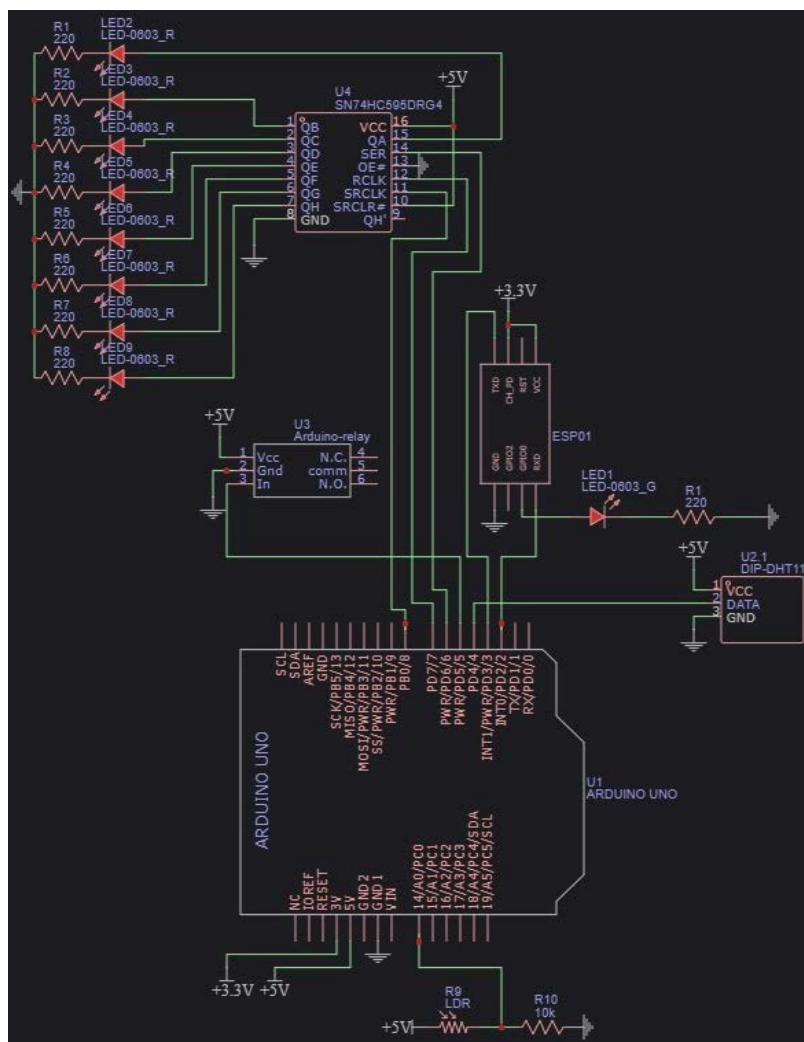 LED2
R1
LED-0603_R
220
LED3
R2
LED-0603_R
220
LED4
R3
LED-0603_R
220
LED5
R4
LED-0603_R
220
LED6
R5
LED-0603_R
220
LED7
R6
LED-0603_R
220
LED8
R7
LED-0603_R
220
LED9
R8
LED-0603_R
220
U4
SN74HC595DRG4
+5V
1 QB VCC 16
2 QC QA 15
3 QD SER 14
4 QE OE# 13
5 QF RCLK 12
6 QG SRCLK 11
7 QH SRCLR# 10
8 GND QH' 9
+3.3V
TXD
CH_PD
RST
VCC
GND
GPIO2
GPIO0
RXD
ESP01
+5V
U3
Arduino-relay
1 Vcc N.C. 4
2 Gnd comm 5
3 In N.O. 6
LED1
LED-0603_G
R1
220
+5V
U2.1
DIP-DHT11
1 VCC
2 DATA
3 GND
SCL
SDA
AREF
GND
SCK/PB5/13
MISO/PB4/12
MOSI/PWR/PB3/11
SS/PWR/PB2/10
PWR/PB1/9
PB0/8
PD7/7
PWR/PD6/6
PWR/PD5/5
PD4/4
INT1/PWR/PD3/3
INT0/PD2/2
TX/PD1/1
RX/PD0/0
ARDUINO UNO
U1
ARDUINO UNO
NC
IOREF
RESET
3V
5V
GND2
GND1
VIN
14/A0/PC0
15/A1/PC1
16/A2/PC2
17/A3/PC3
18/A4/PC4/SDA
19/A5/PC5/SCL
+3.3V
+5V
R9
LDR
+5V
R10
10k